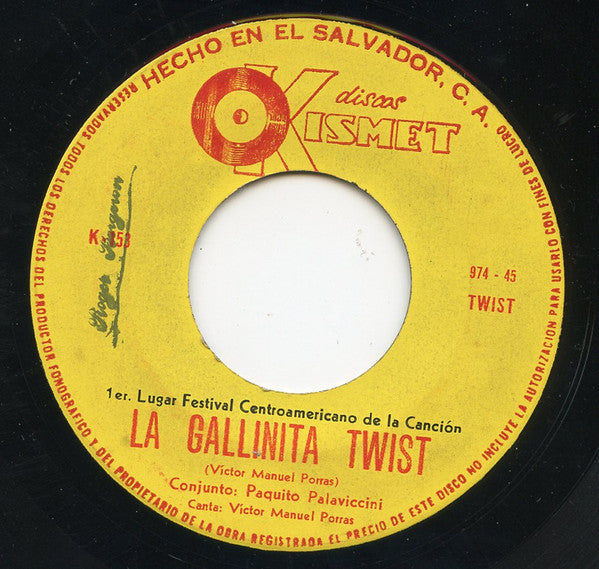 HECHO EN EL SALVADOR, C. A.
discos
KISMET
974 - 45
TWIST
1er. Lugar Festival Centroamericano de la Canción
LA GALLINITA TWIST
(Víctor Manuel Porras)
Conjunto: Paquito Palaviccini
Canta: Víctor Manuel Porras
RESERVADOS TODOS LOS DERECHOS DEL PRODUCTOR FONOGRAFICO Y DEL PROPIETARIO DE LA OBRA REGISTRADA EL PRECIO DE ESTE DISCO NO INCLUYE LA AUTORIZACION PARA USARLO CON FINES DE LUCRO